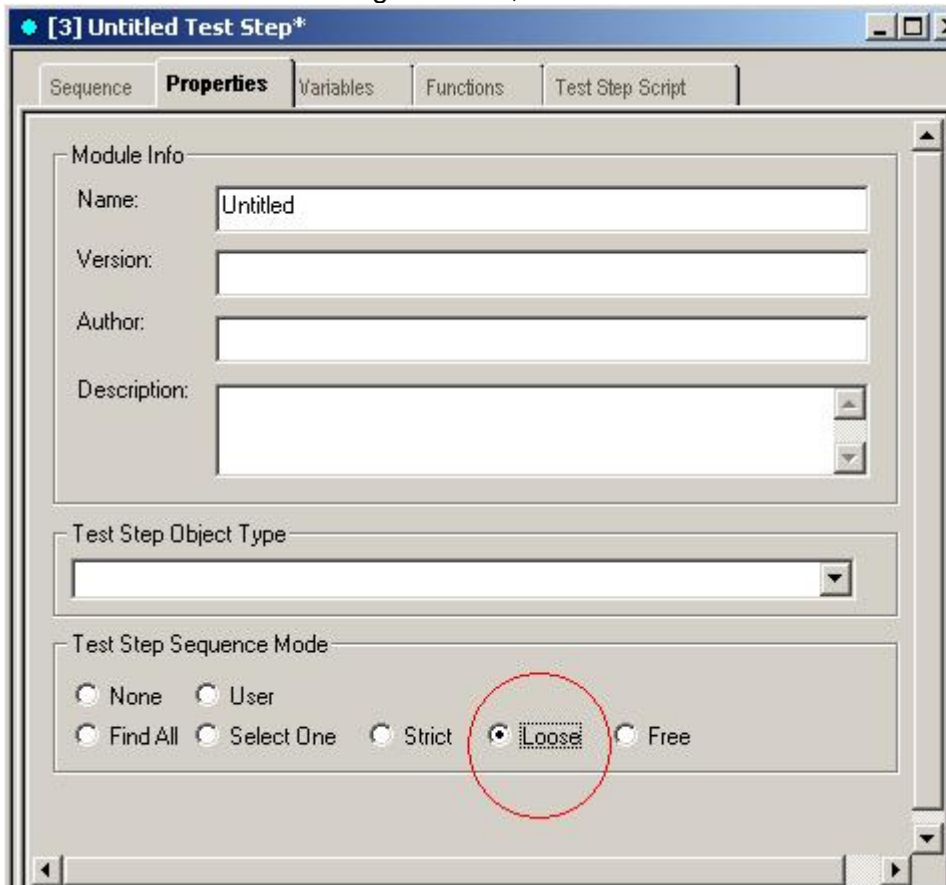 [3] Untitled Test Step*
Sequence Properties Variables Functions Test Step Script
Module Info
Name: Untitled
Version:
Author:
Description:
Test Step Object Type
Test Step Sequence Mode
None User
Find All Select One Strict Loose Free